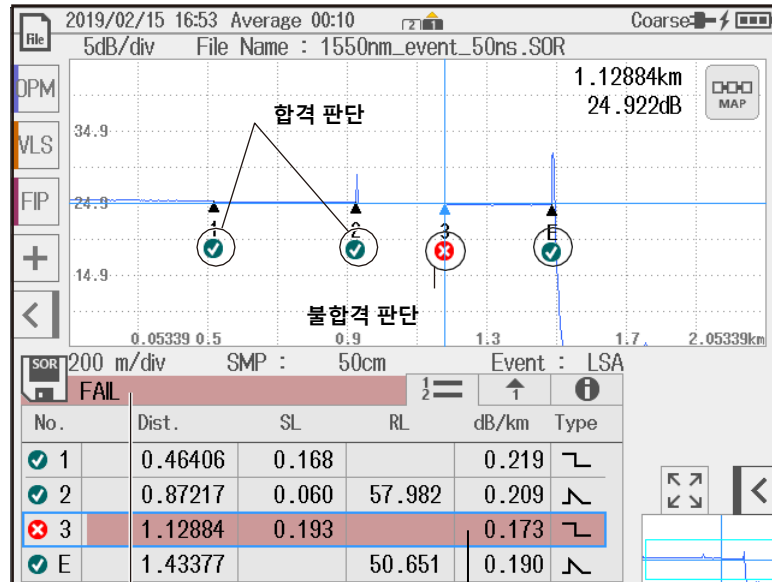 2019/02/15 16:53 Average 00:10 2 1 Coarse
File 5dB/div File Name : 1550nm_event_50ns.SOR
1.12884km
24.922dB
MAP
OPM
합격 판단
34.9
VLS
FIP
24.9
1 2 3 E
14.9
불합격 판단
0.05339 0.5 0.9 1.3 1.7 2.05339km
SOR 200 m/div SMP : 50cm Event : LSA
FAIL 1 2 1
No. Dist. SL RL dB/km Type
1 0.46406 0.168 0.219
2 0.87217 0.060 57.982 0.209
3 1.12884 0.193 0.173
E 1.43377 50.651 0.190